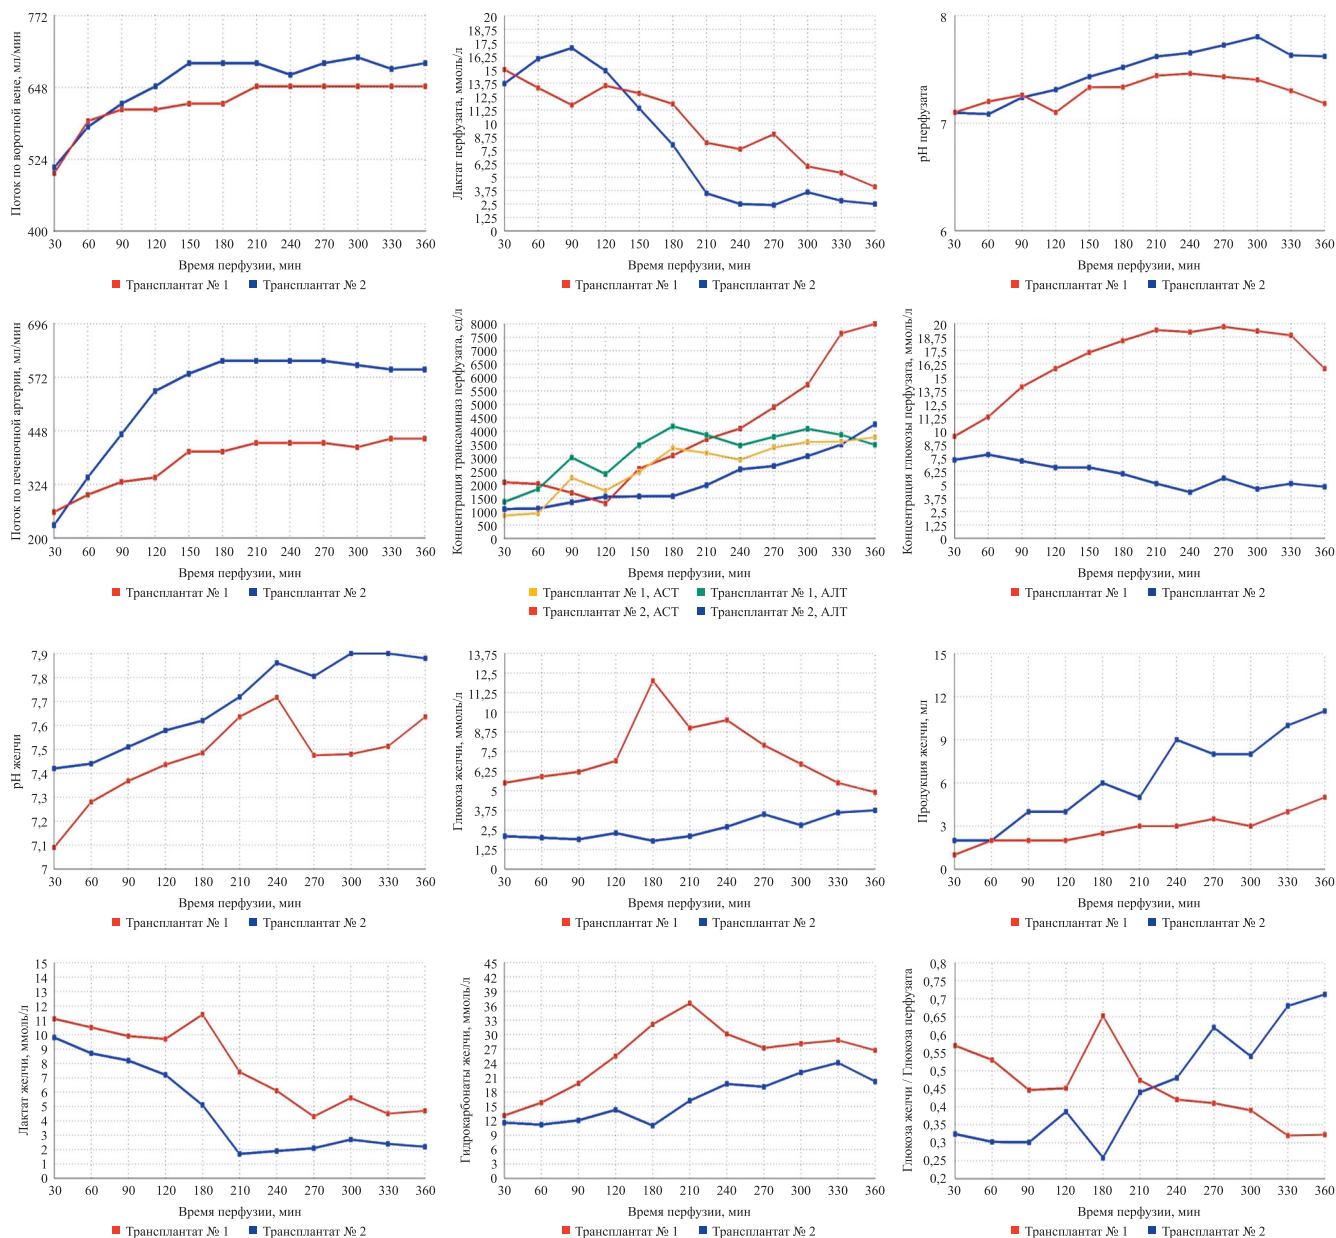 Поток по воротной вене, мл/мин
772
648
524
400
30 60 90 120 150 180 210 240 270 300 330 360
Время перфузии, мин
Трансплантат № 1 Трансплантат № 2
Лактат перфузата, ммоль/л
20
18,75
17,5
16,25
15
13,75
12,5
11,25
10
8,75
7,5
6,25
5
3,75
2,5
1,25
0
30 60 90 120 150 180 210 240 270 300 330 360
Время перфузии, мин
Трансплантат № 1 Трансплантат № 2
pH перфузата
8
7
6
30 60 90 120 150 180 210 240 270 300 330 360
Время перфузии, мин
Трансплантат № 1 Трансплантат № 2
Поток по печеночной артерии, мл/мин
696
572
448
324
200
30 60 90 120 150 180 210 240 270 300 330 360
Время перфузии, мин
Трансплантат № 1 Трансплантат № 2
Концентрация трансаминаз перфузата, ед/л
8000
7500
7000
6500
6000
5500
5000
4500
4000
3500
3000
2500
2000
1500
1000
500
0
30 60 90 120 150 180 210 240 270 300 330 360
Время перфузии, мин
Трансплантат № 1, АСТ Трансплантат № 1, АЛТ
Трансплантат № 2, АСТ Трансплантат № 2, АЛТ
Концентрация глюкозы перфузата, ммоль/л
20
18,75
17,5
16,25
15
13,75
12,5
11,25
10
8,75
7,5
6,25
5
3,75
2,5
1,25
0
30 60 90 120 150 180 210 240 270 300 330 360
Время перфузии, мин
Трансплантат № 1 Трансплантат № 2
pH желчи
7,9
7,8
7,7
7,6
7,5
7,4
7,3
7,2
7,1
7
30 60 90 120 180 210 240 270 300 330 360
Время перфузии, мин
Трансплантат № 1 Трансплантат № 2
Глюкоза желчи, ммоль/л
13,75
12,5
11,25
10
8,75
7,5
6,25
5
3,75
2,5
1,25
0
30 60 90 120 180 210 240 270 300 330 360
Время перфузии, мин
Трансплантат № 1 Трансплантат № 2
Продукция желчи, мл
15
12
9
6
3
0
30 60 90 120 180 210 240 270 300 330 360
Время перфузии, мин
Трансплантат № 1 Трансплантат № 2
Лактат желчи, ммоль/л
15
14
13
12
11
10
9
8
7
6
5
4
3
2
1
0
30 60 90 120 180 210 240 270 300 330 360
Время перфузии, мин
Трансплантат № 1 Трансплантат № 2
Гидрокарбонаты желчи, ммоль/л
45
42
39
36
33
30
27
24
21
18
15
12
9
6
3
0
30 60 90 120 180 210 240 270 300 330 360
Время перфузии, мин
Трансплантат № 1 Трансплантат № 2
Глюкоза желчи / Глюкоза перфузата
0,8
0,75
0,7
0,65
0,6
0,55
0,5
0,45
0,4
0,35
0,3
0,25
0,2
30 60 90 120 180 210 240 270 300 330 360
Время перфузии, мин
Трансплантат № 1 Трансплантат № 2